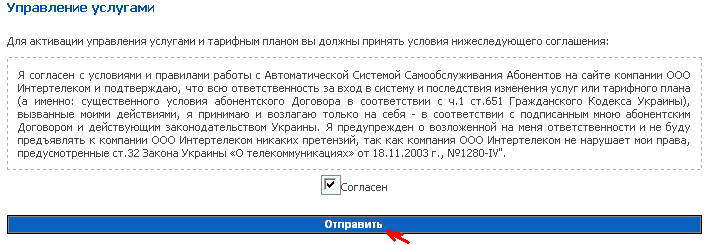 Управление услугами
Для активации управления услугами и тарифным планом вы должны принять условия нижеследующего соглашения:
Я согласен с условиями и правилами работы с Автоматической Системой Самообслуживания Абонентов на сайте компании ООО
Интертелеком и подтверждаю, что всю ответственность за вход в систему и последствия изменения услуг или тарифного плана
(а именно: существенного условия абонентского Договора в соответствии с ч.1 ст.651 Гражданского Кодекса Украины),
вызванные моими действиями, я принимаю и возлагаю только на себя - в соответствии с подписанным мною абонентским
Договором и действующим законодательством Украины. Я предупрежден о возложенной на меня ответственности и не буду
предъявлять к компании ООО Интертелеком никаких претензий, так как компания ООО Интертелеком не нарушает мои права,
предусмотренные ст.32 Закона Украины «О телекоммуникациях» от 18.11.2003 г., №1280-IV".
Согласен
Отправить